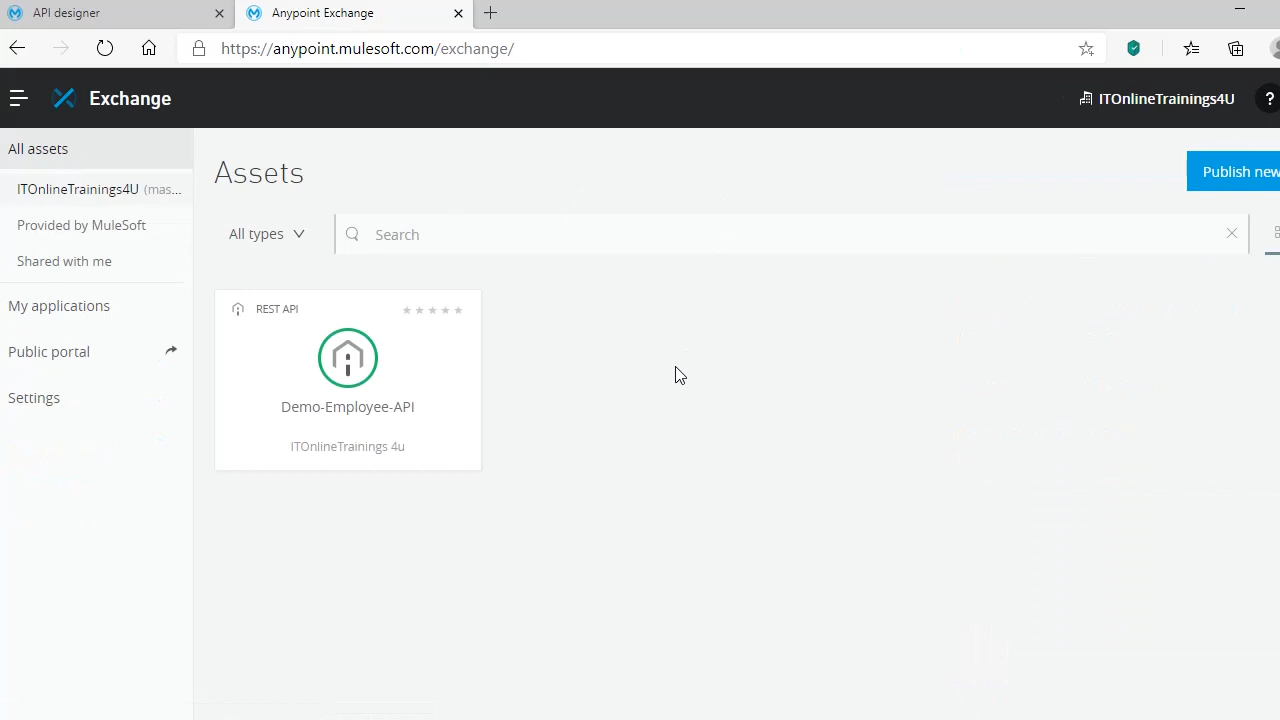 API designer
Anypoint Exchange
https://anypoint.mulesoft.com/exchange/
Exchange
ITOnlineTrainings4U
?
All assets
ITOnlineTrainings4U (mas...
Provided by MuleSoft
Shared with me
My applications
Public portal
Settings
Assets
Publish new
All types
Search
REST API
Demo-Employee-API
ITOnlineTrainings 4u